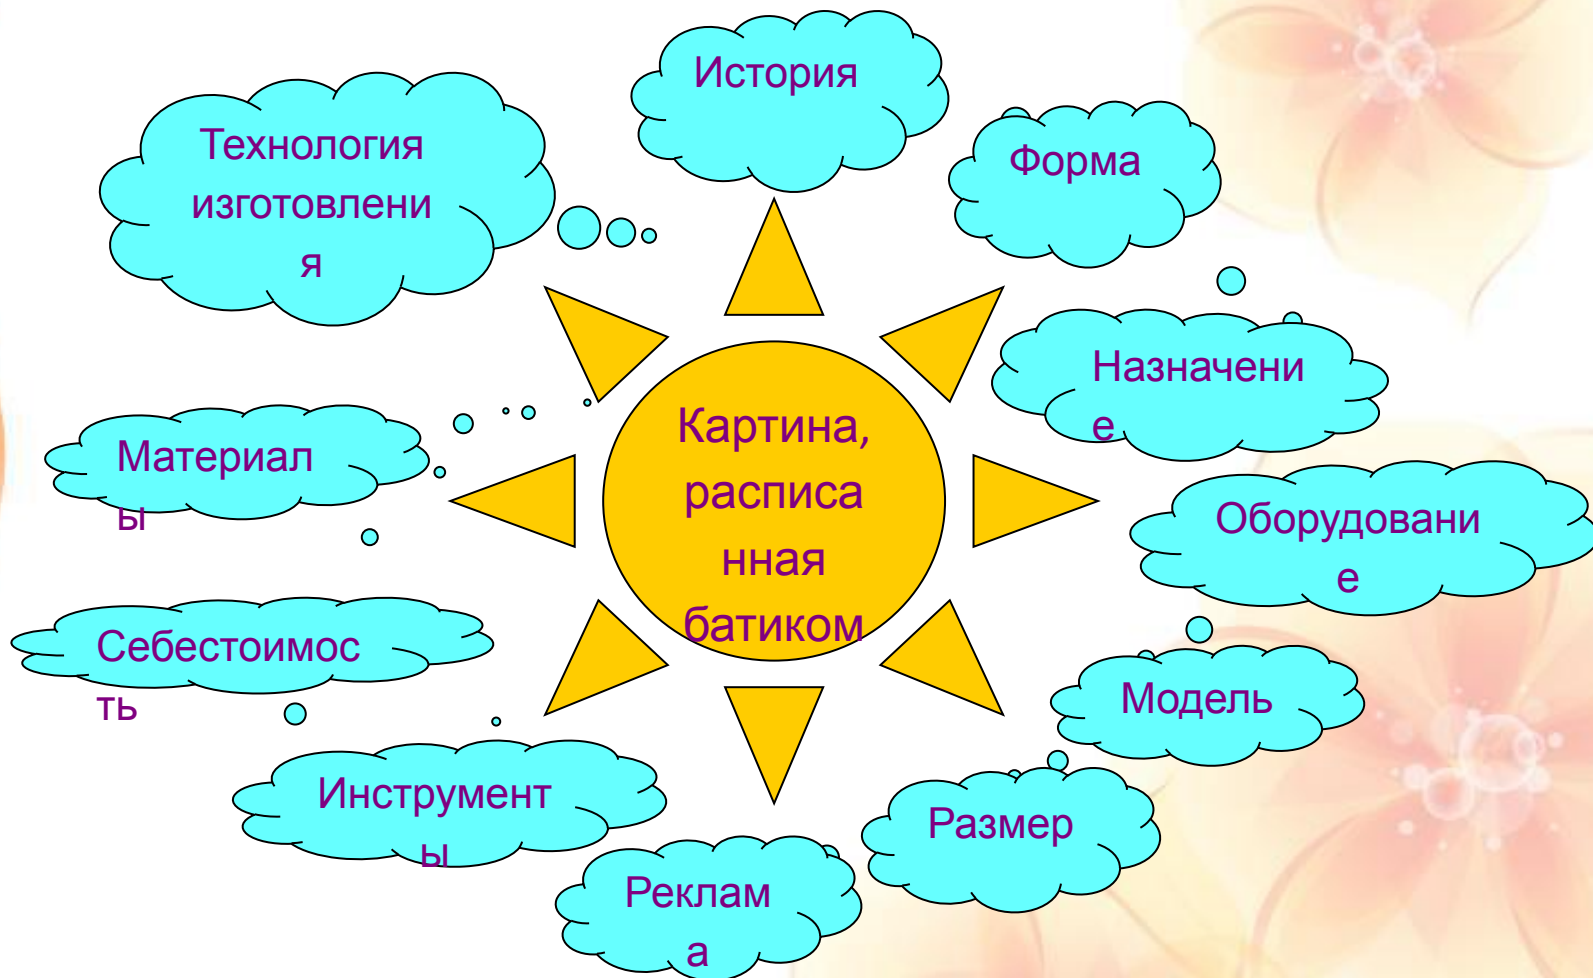 История
Технология
изготовлени
я
Форма
Назначени
е
Картина,
расписа
нная
батиком
Материал
ы
Оборудовани
е
Себестоимос
ть
Модель
Инструмент
ы
Размер
Реклам
а